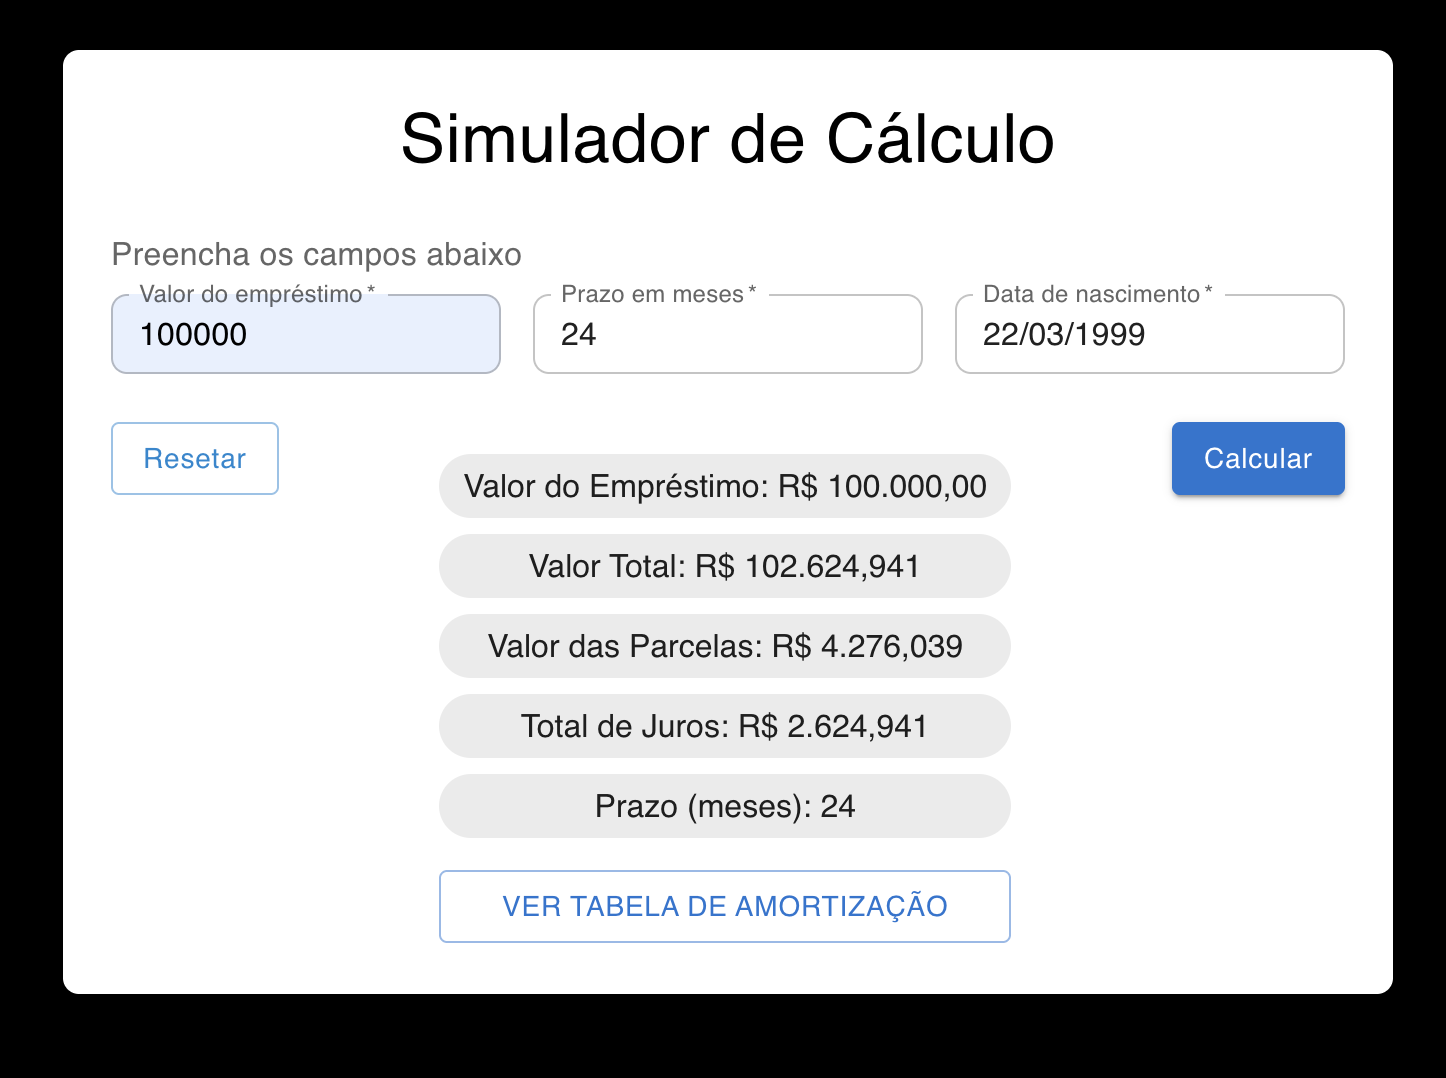 Simulador de Cálculo
Preencha os campos abaixo
Valor do empréstimo *
100000
Prazo em meses *
24
Data de nascimento *
22/03/1999
Resetar
Calcular
Valor do Empréstimo: R$ 100.000,00
Valor Total: R$ 102.624,941
Valor das Parcelas: R$ 4.276,039
Total de Juros: R$ 2.624,941
Prazo (meses): 24
VER TABELA DE AMORTIZAÇÃO